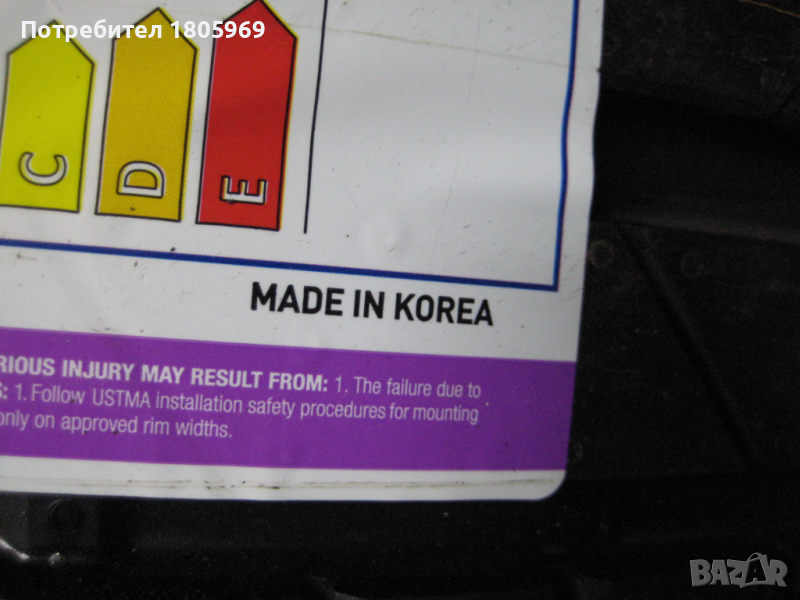 Потребител 1805969
C D E
MADE IN KOREA
RIOUS INJURY MAY RESULT FROM: 1. The failure due to
: 1. Follow USTMA installation safety procedures for mounting
only on approved rim widths.
BAZAR